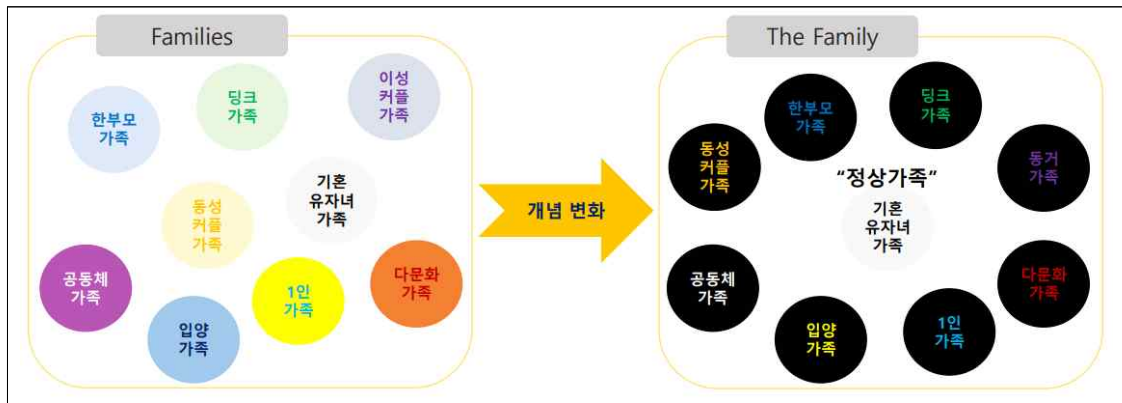 Families
한부모
가족
딩크
가족
이성
커플
가족
동성
커플
가족
기혼
유자녀
가족
공동체
가족
입양
가족
1인
가족
다문화
가족
개념 변화
The Family
동성
커플
가족
한부모
가족
딩크
가족
동거
가족
“정상가족”
기혼
유자녀
가족
공동체
가족
입양
가족
1인
가족
다문화
가족